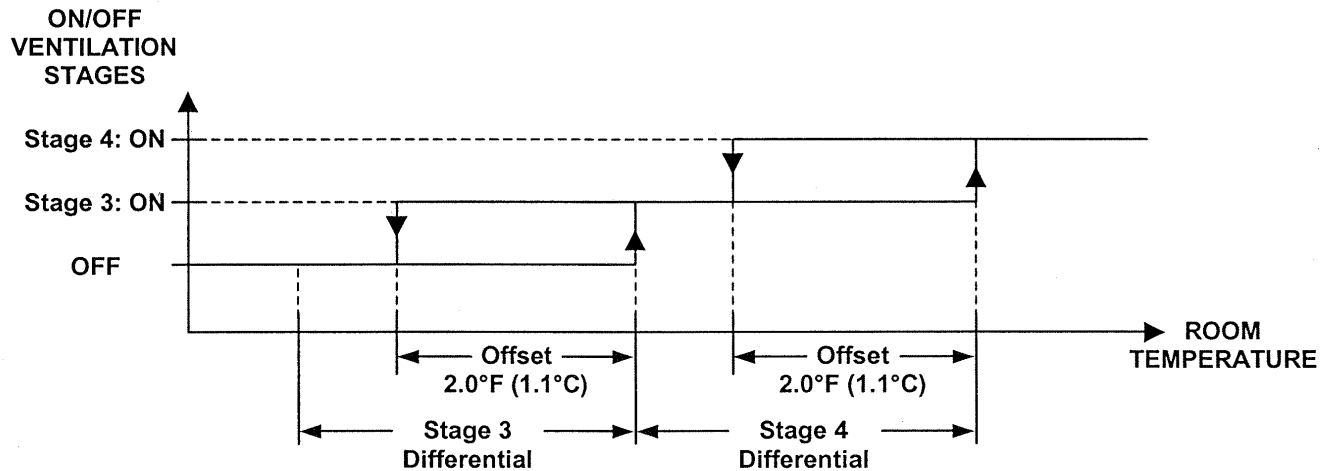 ON/OFF
VENTILATION
STAGES
Stage 4: ON
Stage 3: ON
OFF
ROOM
TEMPERATURE
Offset
2.0°F (1.1°C)
Offset
2.0°F (1.1°C)
Stage 3
Differential
Stage 4
Differential